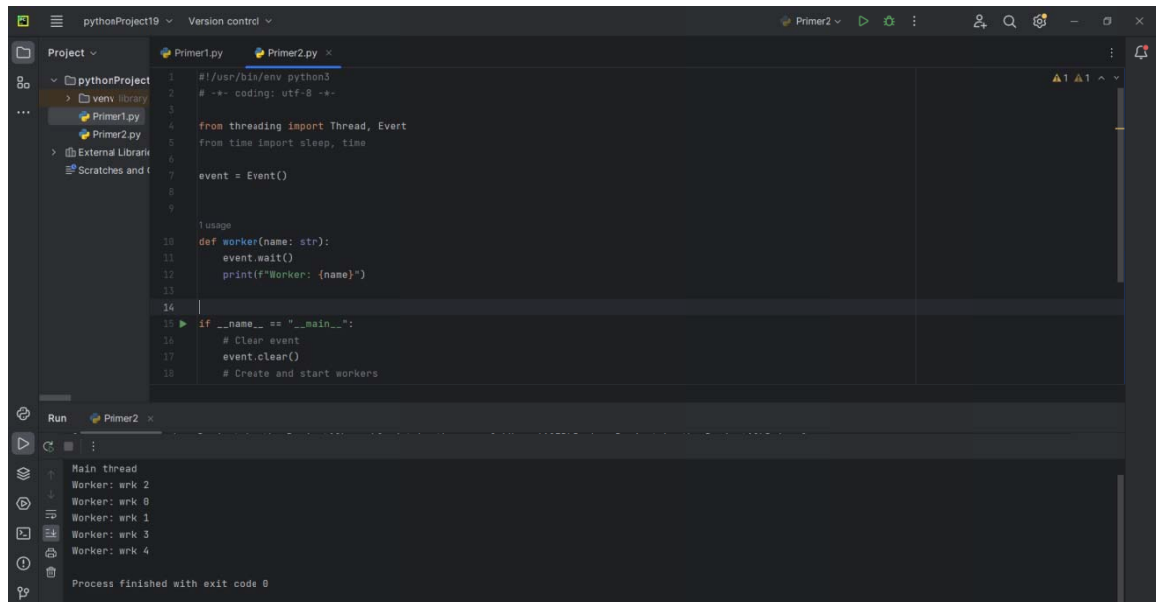 pythonProject19 Version control Primer2
Project
Primer1.py Primer2.py
pythonProject
venv library
Primer1.py
Primer2.py
External Librarie
Scratches and
1 #!/usr/bin/env python3
2 # -*- coding: utf-8 -*-
3
4 from threading import Thread, Event
5 from time import sleep, time
6
7 event = Event()
8
9
1 usage
10 def worker(name: str):
11 event.wait()
12 print(f"Worker: {name}")
13
14
15 if __name__ == "__main__":
16 # Clear event
17 event.clear()
18 # Create and start workers
1 1
Run Primer2
Main thread
Worker: wrk 2
Worker: wrk 0
Worker: wrk 1
Worker: wrk 3
Worker: wrk 4
Process finished with exit code 0